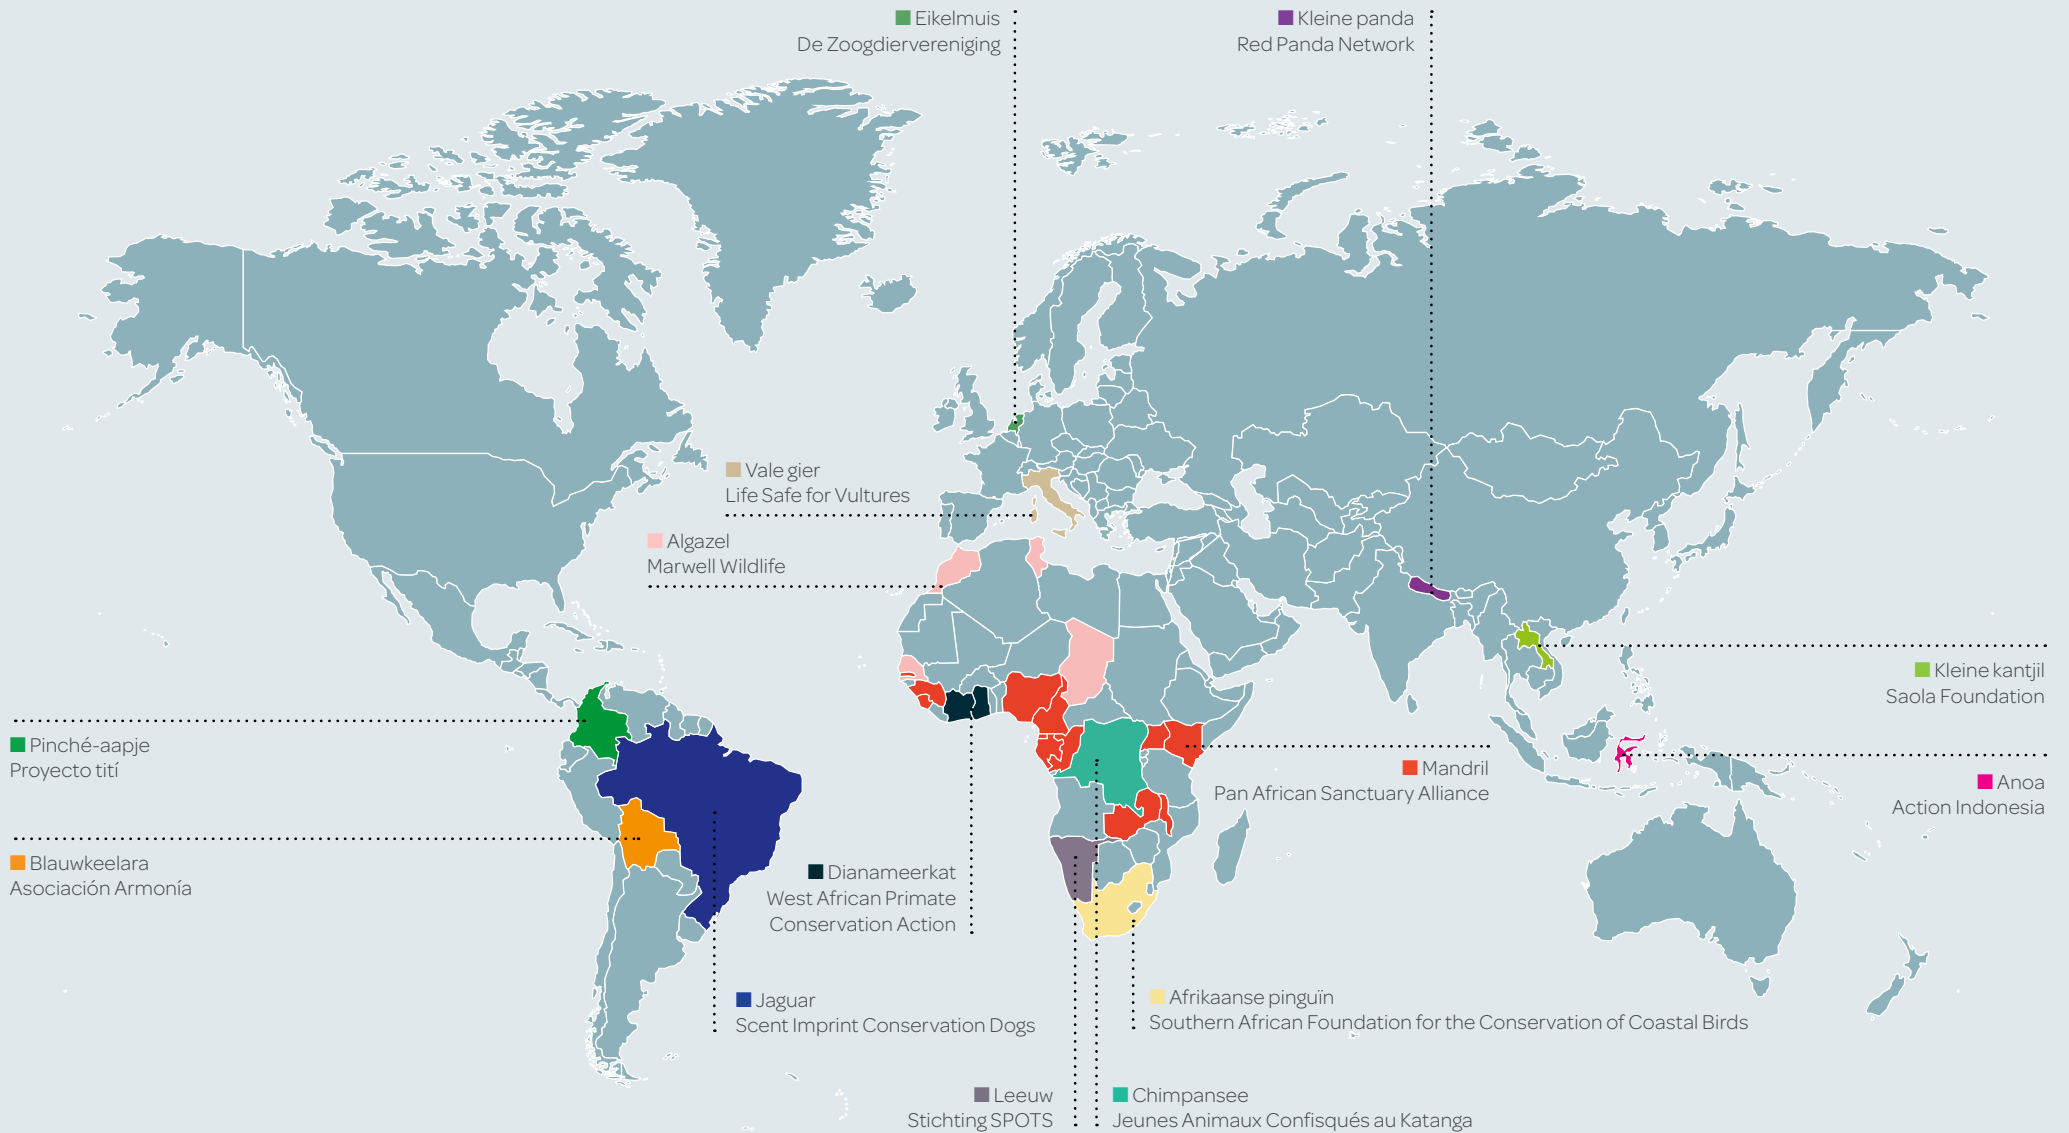 Eikelmuis
De Zoogdiervereniging
Kleine panda
Red Panda Network
Vale gier
Life Safe for Vultures
Algazel
Marwell Wildlife
Kleine kantjil
Saola Foundation
Pinché-aapje
Proyecto tití
Mandril
Pan African Sanctuary Alliance
Anoa
Action Indonesia
Blauwkeelara
Asociación Armonía
Dianameerkat
West African Primate
Conservation Action
Jaguar
Scent Imprint Conservation Dogs
Afrikaanse pinguïn
Southern African Foundation for the Conservation of Coastal Birds
Leeuw
Stichting SPOTS
Chimpansee
Jeunes Animaux Confisqués au Katanga